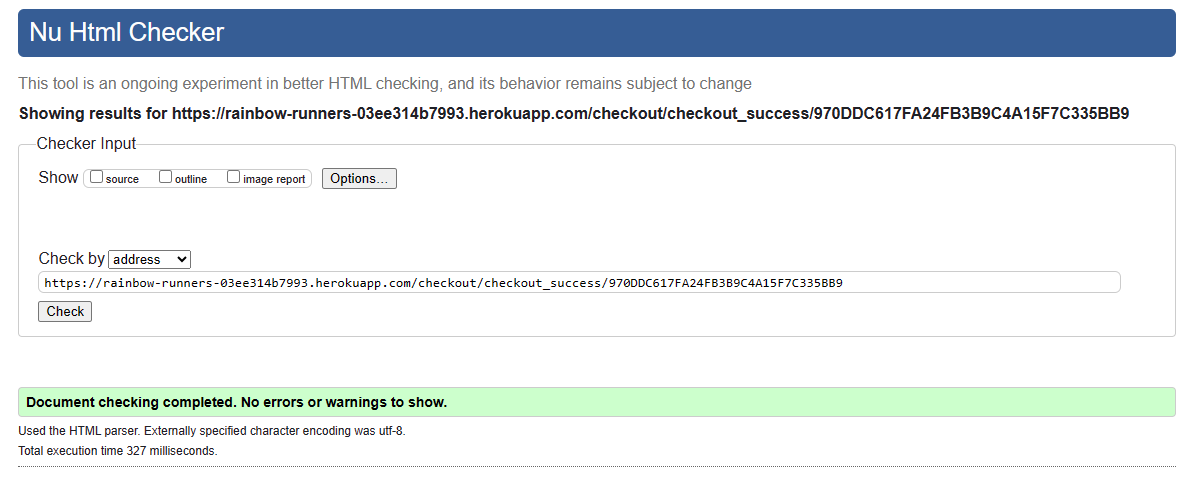 Nu Html Checker
This tool is an ongoing experiment in better HTML checking, and its behavior remains subject to change
Showing results for https://rainbow-runners-03ee314b7993.herokuapp.com/checkout/checkout_success/970DDC617FA24FB3B9C4A15F7C335BB9
Checker Input
Show source outline image report Options...
Check by address
https://rainbow-runners-03ee314b7993.herokuapp.com/checkout/checkout_success/970DDC617FA24FB3B9C4A15F7C335BB9
Check
Document checking completed. No errors or warnings to show.
Used the HTML parser. Externally specified character encoding was utf-8.
Total execution time 327 milliseconds.